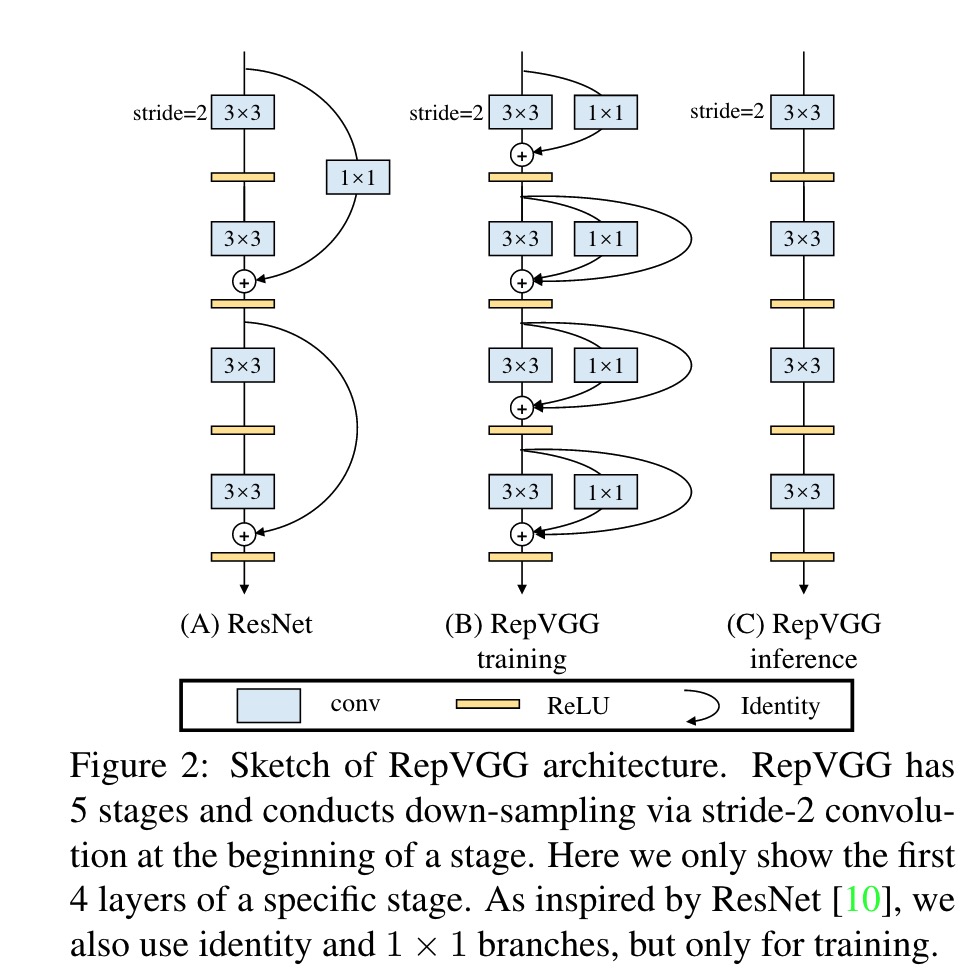 stride=2 3×3 stride=2 3×3 1×1 stride=2 3×3
1×1
3×3 3×3 1×1 3×3
3×3 3×3 1×1 3×3
3×3 3×3 1×1 3×3
(A) ResNet (B) RepVGG (C) RepVGG
training inference
conv ReLU Identity
Figure 2: Sketch of RepVGG architecture. RepVGG has
5 stages and conducts down-sampling via stride-2 convolu-
tion at the beginning of a stage. Here we only show the first
4 layers of a specific stage. As inspired by ResNet [10], we
also use identity and 1 × 1 branches, but only for training.